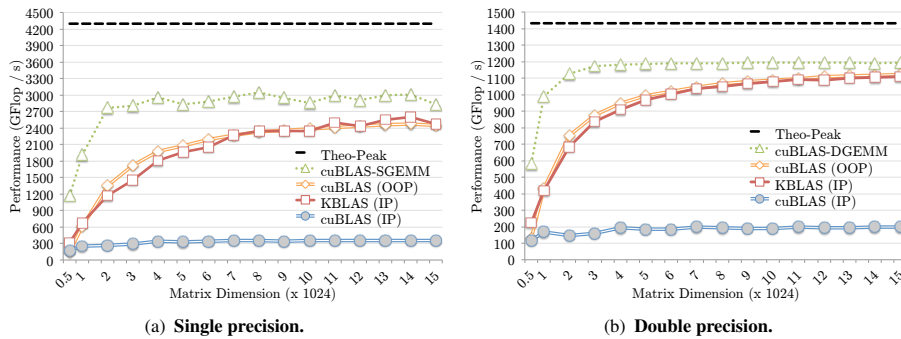 4500
4200
3900
3600
3300
3000
2700
2400
2100
1800
1500
1200
900
600
300
0
Performance (GFlop / s)
Theo-Peak
cuBLAS-SGEMM
cuBLAS (OOP)
KBLAS (IP)
cuBLAS (IP)
0.5 1 2 3 4 5 6 7 8 9 10 11 12 13 14 15
Matrix Dimension (x 1024)
(a) Single precision.
1500
1400
1300
1200
1100
1000
900
800
700
600
500
400
300
200
100
0
Performance (GFlop / s)
Theo-Peak
cuBLAS-DGEMM
cuBLAS (OOP)
KBLAS (IP)
cuBLAS (IP)
0.5 1 2 3 4 5 6 7 8 9 10 11 12 13 14 15
Matrix Dimension (x 1024)
(b) Double precision.